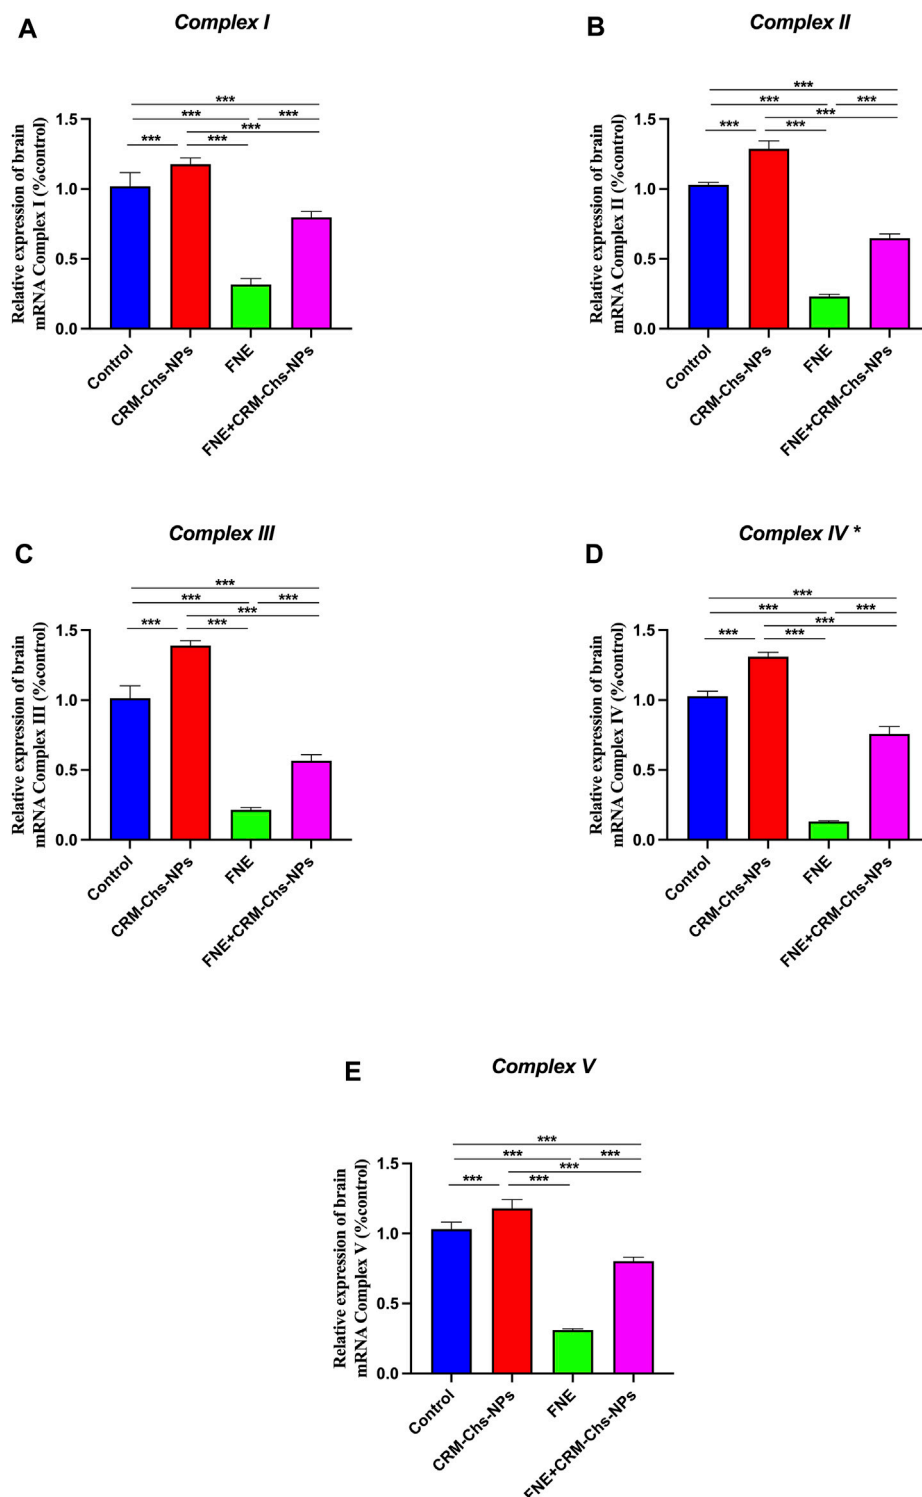 A
Complex I
***
*** ***
***
*** ***
Relative expression of brain
mRNA Complex I (%control)
1.5
1.0
0.5
0.0
Control
CRM-Chs-NPs
FNE
FNE+CRM-Chs-NPs
B
Complex II
***
*** ***
***
*** ***
Relative expression of brain
mRNA Complex II (%control)
1.5
1.0
0.5
0.0
Control
CRM-Chs-NPs
FNE
FNE+CRM-Chs-NPs
C
Complex III
***
*** ***
***
*** ***
Relative expression of brain
mRNA Complex III (%control)
1.5
1.0
0.5
0.0
Control
CRM-Chs-NPs
FNE
FNE+CRM-Chs-NPs
D
Complex IV *
***
*** ***
***
*** ***
Relative expression of brain
mRNA Complex IV (%control)
1.5
1.0
0.5
0.0
Control
CRM-Chs-NPs
FNE
FNE+CRM-Chs-NPs
E
Complex V
***
*** ***
***
*** ***
Relative expression of brain
mRNA Complex V (%control)
1.5
1.0
0.5
0.0
Control
CRM-Chs-NPs
FNE
FNE+CRM-Chs-NPs